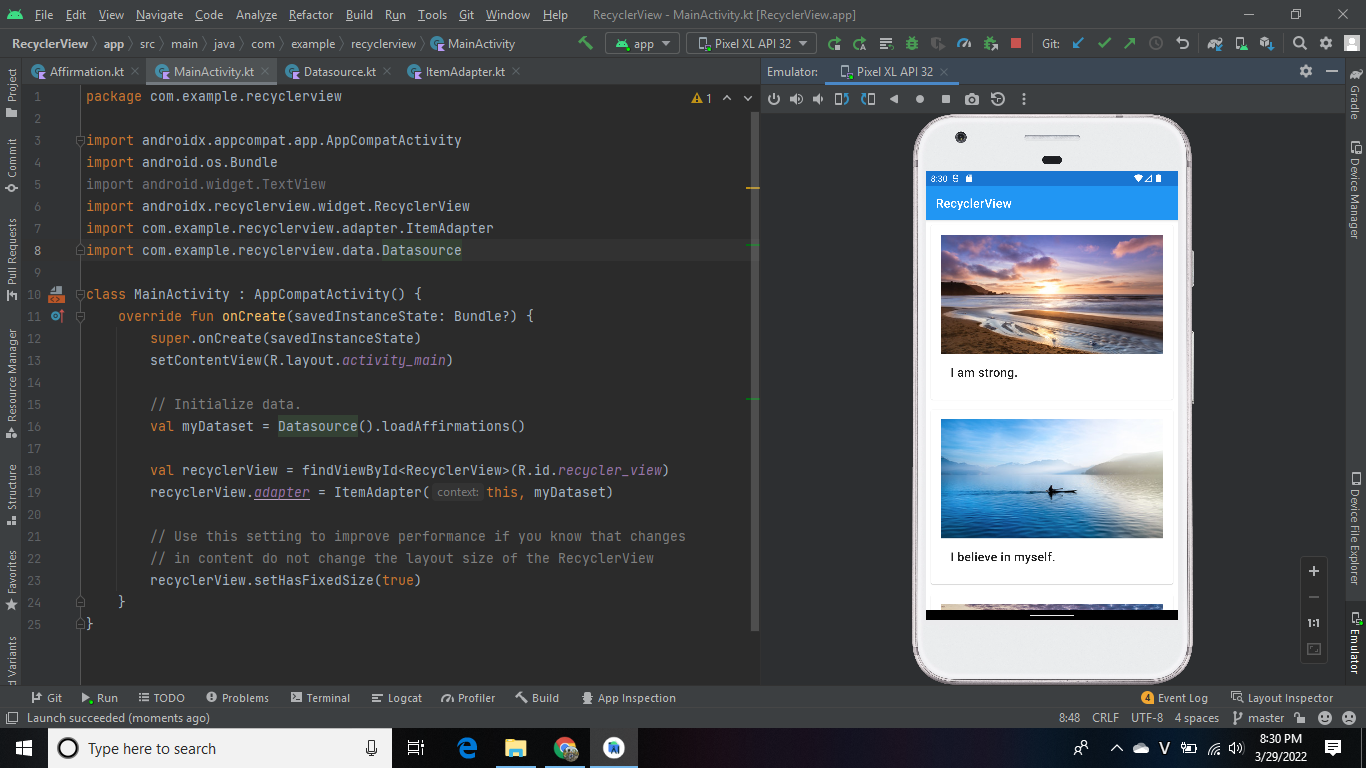 File Edit View Navigate Code Analyze Refactor Build Run Tools Git Window Help RecyclerView - MainActivity.kt [RecyclerView.app]
RecyclerView app src main java com example recyclerview MainActivity app Pixel XL API 32 Git:
Affirmation.kt MainActivity.kt Datasource.kt ItemAdapter.kt Emulator: Pixel XL API 32
1 package com.example.recyclerview
1
2
3 import androidx.appcompat.app.AppCompatActivity
4 import android.os.Bundle
5 import android.widget.TextView
6 import androidx.recyclerview.widget.RecyclerView
7 import com.example.recyclerview.adapter.ItemAdapter
8 import com.example.recyclerview.data.Datasource
9
10 class MainActivity : AppCompatActivity() {
11 override fun onCreate(savedInstanceState: Bundle?) {
12 super.onCreate(savedInstanceState)
13 setContentView(R.layout.activity_main)
14
15 // Initialize data.
16 val myDataset = Datasource().loadAffirmations()
17
18 val recyclerView = findViewById<RecyclerView>(R.id.recycler_view)
19 recyclerView.adapter = ItemAdapter( context: this, myDataset)
20
21 // Use this setting to improve performance if you know that changes
22 // in content do not change the layout size of the RecyclerView
23 recyclerView.setHasFixedSize(true)
24 }
25 }
Project
Commit
Pull Requests
Resource Manager
Structure
Favorites
d Variants
8:30
RecyclerView
I am strong.
I believe in myself.
1:1
Gradle
Device Manager
Device File Explorer
Emulator
Git Run TODO Problems Terminal Logcat Profiler Build App Inspection 4 Event Log Layout Inspector
Launch succeeded (moments ago) 8:48 CRLF UTF-8 4 spaces master
Type here to search V 8:30 PM
3/29/2022